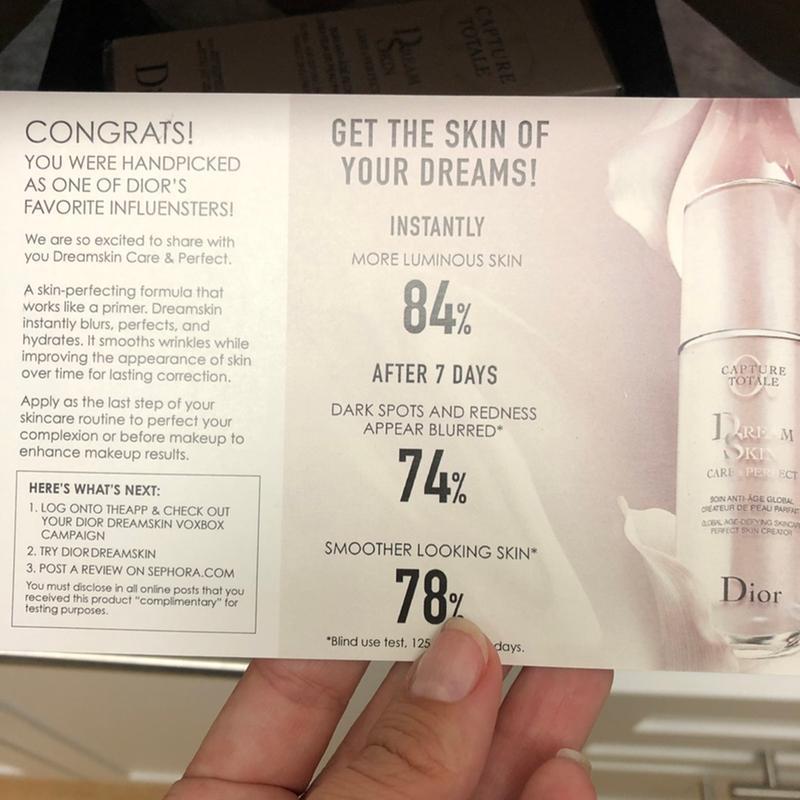 CAPTURE
TOTALE
DREAM
SKIN
D
CONGRATS!
YOU WERE HANDPICKED
AS ONE OF DIOR'S
FAVORITE INFLUENSTERS!
We are so excited to share with
you Dreamskin Care & Perfect.
A skin-perfecting formula that
works like a primer. Dreamskin
instantly blurs, perfects, and
hydrates. It smooths wrinkles while
improving the appearance of skin
over time for lasting correction.
Apply as the last step of your
skincare routine to perfect your
complexion or before makeup to
enhance makeup results.
HERE'S WHAT'S NEXT:
1. LOG ONTO THEAPP & CHECK OUT
YOUR DIOR DREAMSKIN VOXBOX
CAMPAIGN
2. TRY DIOR DREAMSKIN
3. POST A REVIEW ON SEPHORA.COM
You must disclose in all online posts that you
received this product "complimentary" for
testing purposes.
GET THE SKIN OF
YOUR DREAMS!
INSTANTLY
MORE LUMINOUS SKIN
84%
AFTER 7 DAYS
DARK SPOTS AND REDNESS
APPEAR BLURRED*
74%
SMOOTHER LOOKING SKIN*
78%
*Blind use test, 125 days.
CAPTURE
TOTALE
DREAM
SKIN
CARE & PERFECT
SOIN ANTI-ÂGE GLOBAL
CRÉATEUR DE PEAU PARFAIT
GLOBAL AGE-DEFYING SKINCARE
PERFECT SKIN CREATOR
Dior